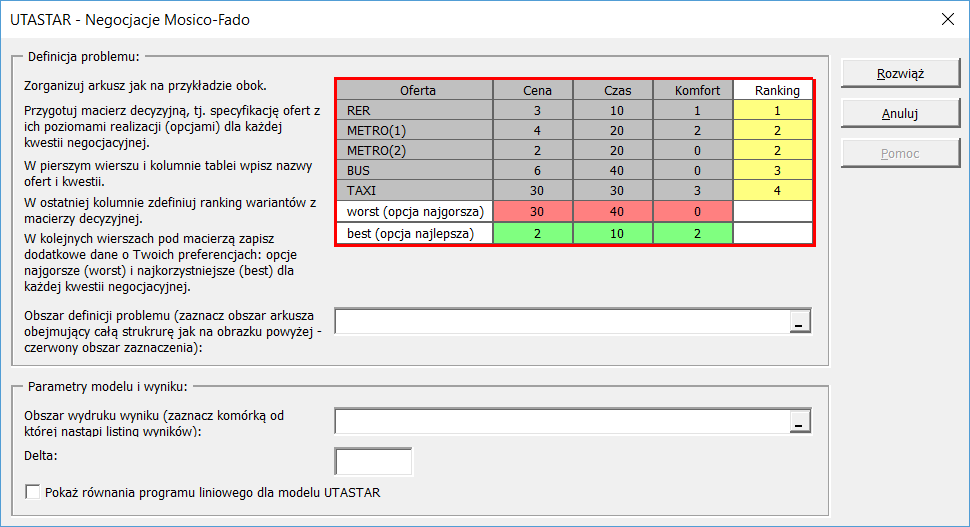 UTASTAR - Negocjacje Mosico-Fado
Definicja problemu:
Zorganizuj arkusz jak na przykładzie obok.
Przygotuj macierz decyzyjną, tj. specyfikację ofert z
ich poziomami realizacji (opcjami) dla każdej
kwestii negocjacyjnej.
W pierszym wierszu i kolumnie tablei wpisz nazwy
ofert i kwestii.
W ostatniej kolumnie zdefiniuj ranking wariantów z
macierzy decyzyjnej.
W kolejnych wierszach pod macierzą zapisz
dodatkowe dane o Twoich preferencjach: opcje
najgorsze (worst) i najkorzystniejsze (best) dla
każdej kwestii negocjacyjnej.
Oferta Cena Czas Komfort Ranking
RER 3 10 1 1
METRO(1) 4 20 2 2
METRO(2) 2 20 0 2
BUS 6 40 0 3
TAXI 30 30 3 4
worst (opcja najgorsza) 30 40 0
best (opcja najlepsza) 2 10 2
Obszar definicji problemu (zaznacz obszar arkusza
obejmujący całą strukrurę jak na obrazku powyżej -
czerwony obszar zaznaczenia):
Parametry modelu i wyniku:
Obszar wydruku wyniku (zaznacz komórką od
której nastąpi listing wyników):
Delta:
Pokaż równania programu liniowego dla modelu UTASTAR
Rozwiąż
Anuluj
Pomoc